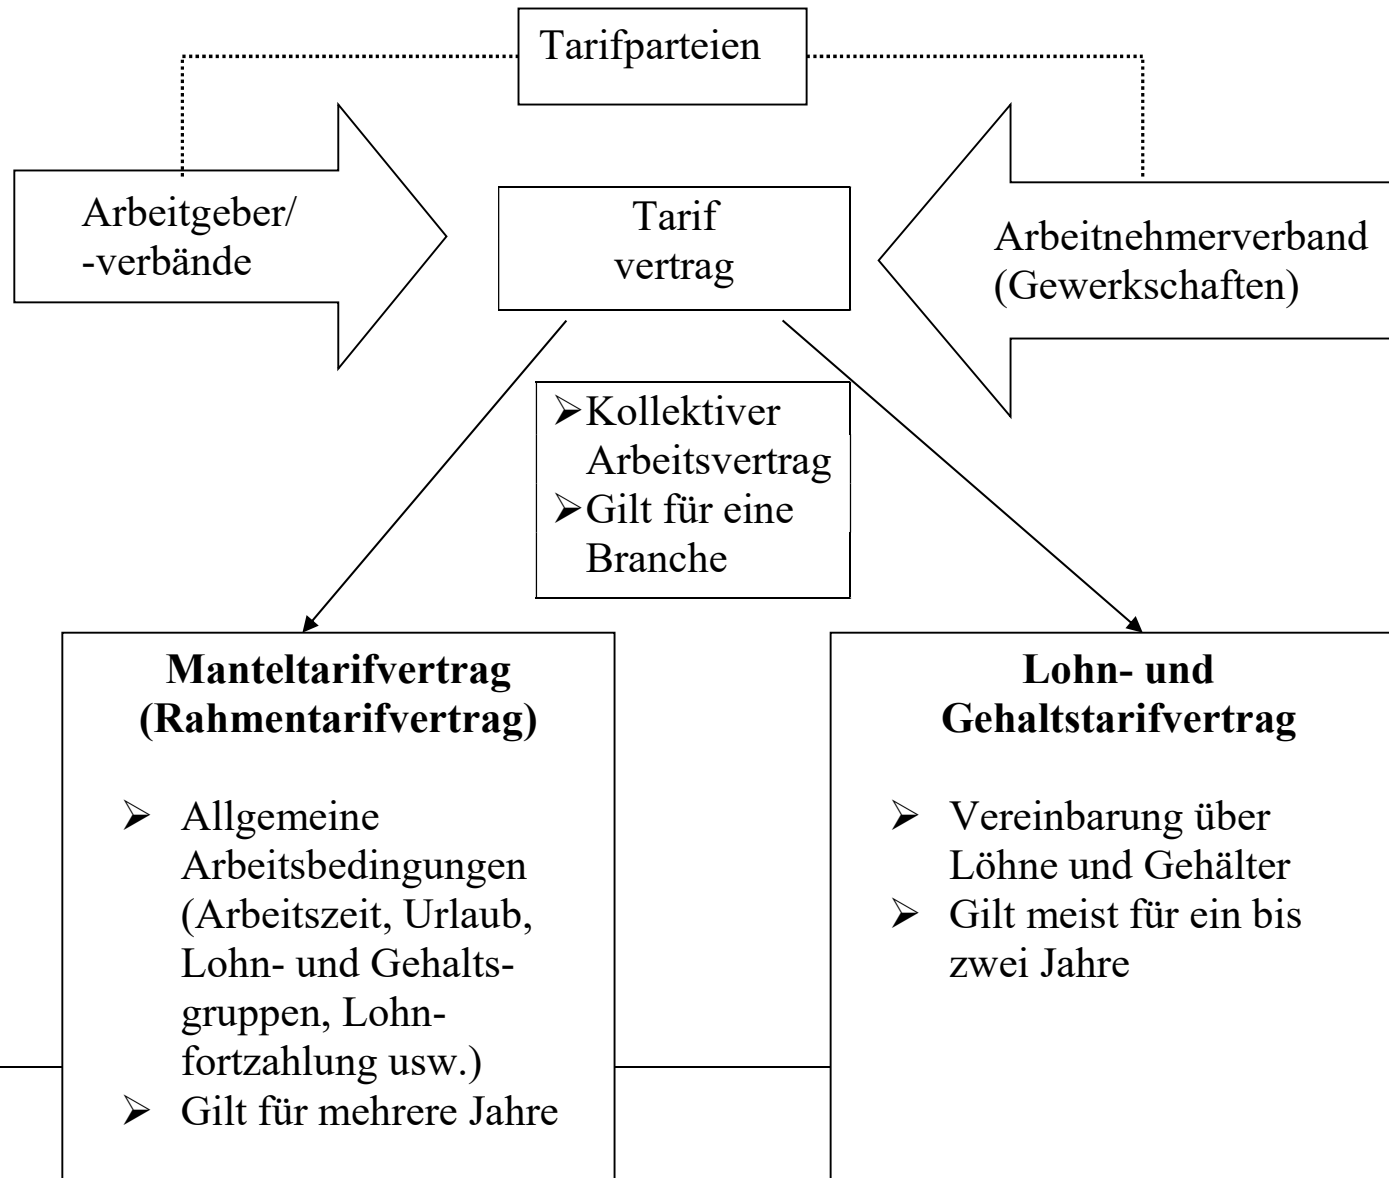 Tarifparteien
Arbeitgeber/
-verbände
Tarif
vertrag
Arbeitnehmerverband
(Gewerkschaften)
➢Kollektiver
Arbeitsvertrag
➢Gilt für eine
Branche
Manteltarifvertrag
(Rahmentarifvertrag)
➢ Allgemeine
Arbeitsbedingungen
(Arbeitszeit, Urlaub,
Lohn- und Gehalts-
gruppen, Lohn-
fortzahlung usw.)
➢ Gilt für mehrere Jahre
Lohn- und
Gehaltstarifvertrag
➢ Vereinbarung über
Löhne und Gehälter
➢ Gilt meist für ein bis
zwei Jahre